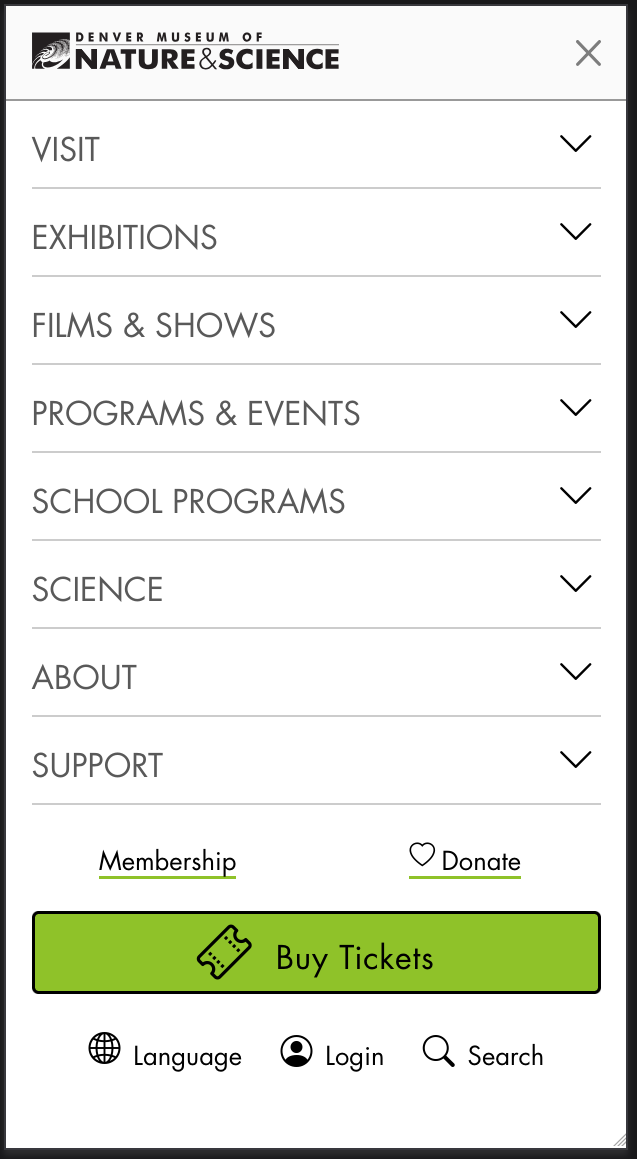 DENVER MUSEUM OF
NATURE&SCIENCE
VISIT
EXHIBITIONS
FILMS & SHOWS
PROGRAMS & EVENTS
SCHOOL PROGRAMS
SCIENCE
ABOUT
SUPPORT
Membership Donate
Buy Tickets
Language Login Search